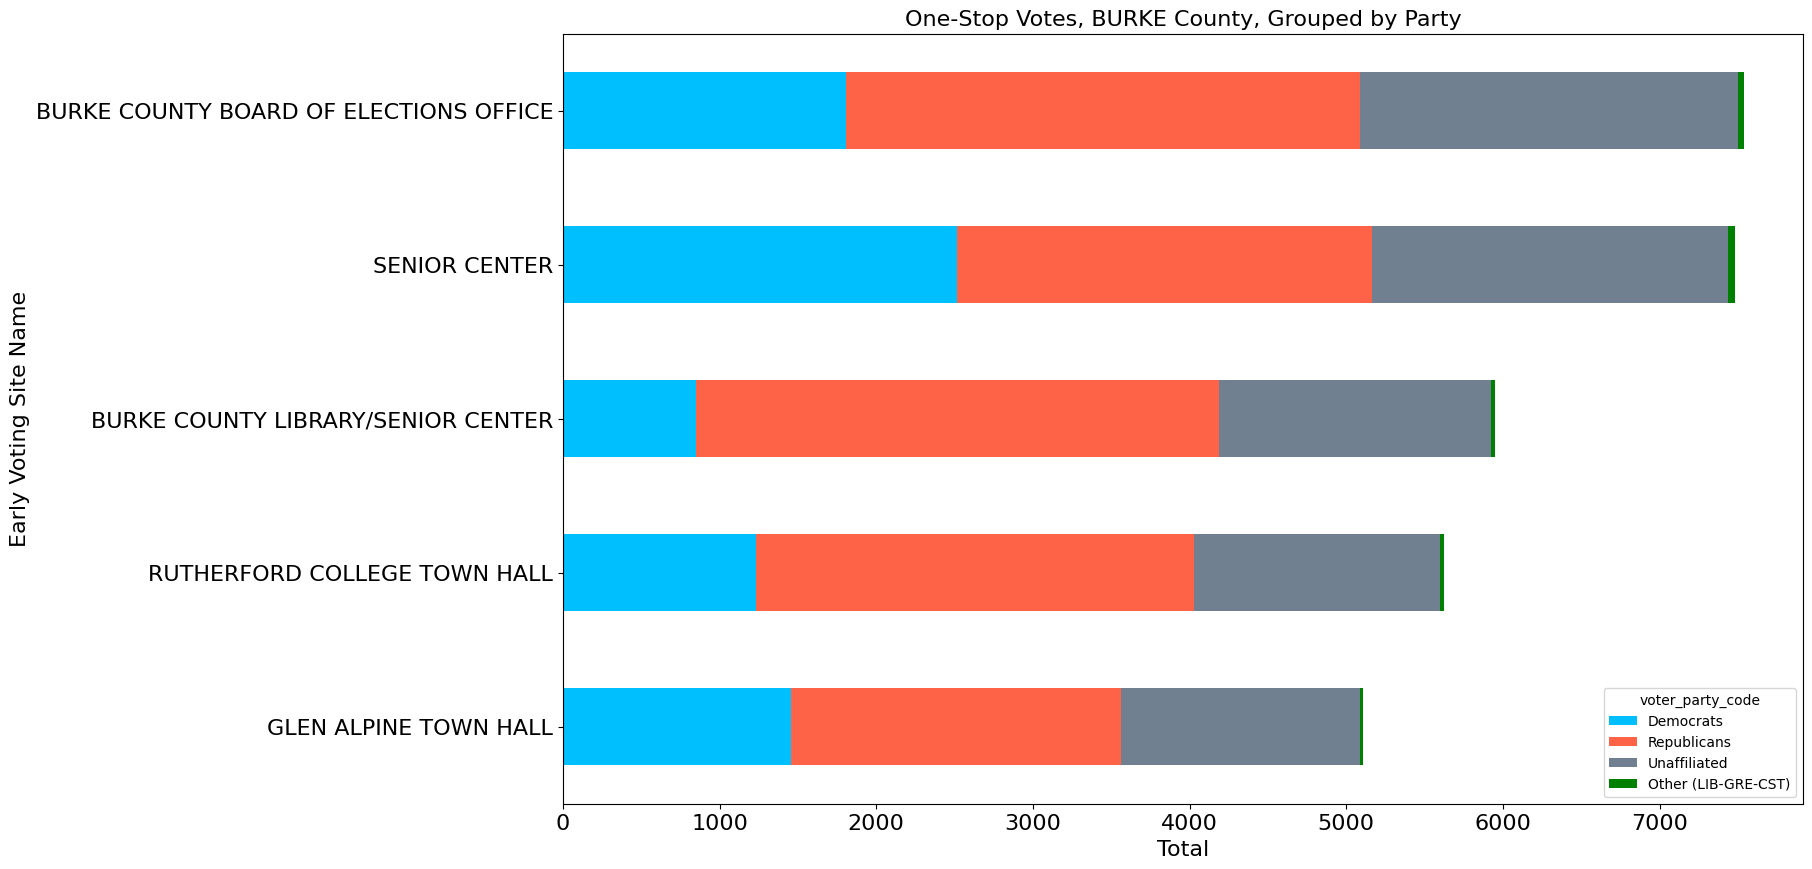 One-Stop Votes, BURKE County, Grouped by Party
Early Voting Site Name
BURKE COUNTY BOARD OF ELECTIONS OFFICE
SENIOR CENTER
BURKE COUNTY LIBRARY/SENIOR CENTER
RUTHERFORD COLLEGE TOWN HALL
GLEN ALPINE TOWN HALL
voter_party_code
Democrats
Republicans
Unaffiliated
Other (LIB-GRE-CST)
0 1000 2000 3000 4000 5000 6000 7000
Total